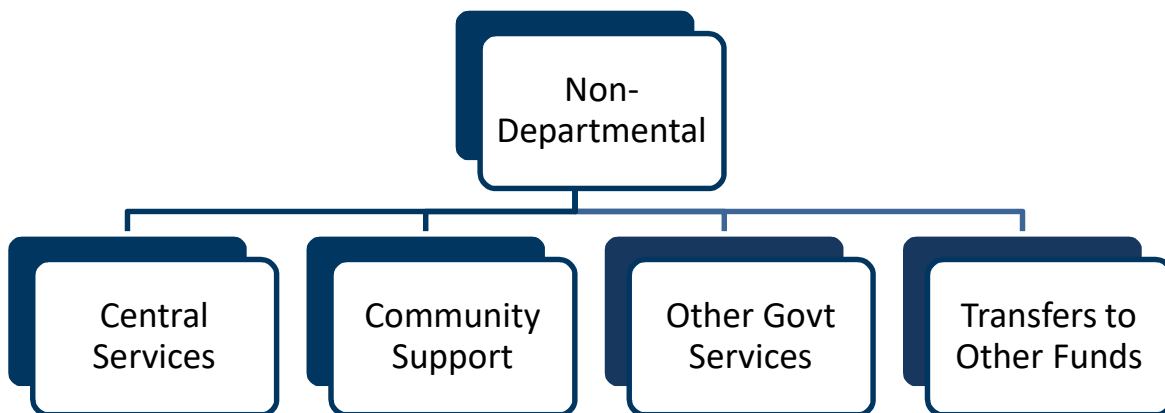 Non-
Departmental
Central
Services
Community
Support
Other Govt
Services
Transfers to
Other Funds